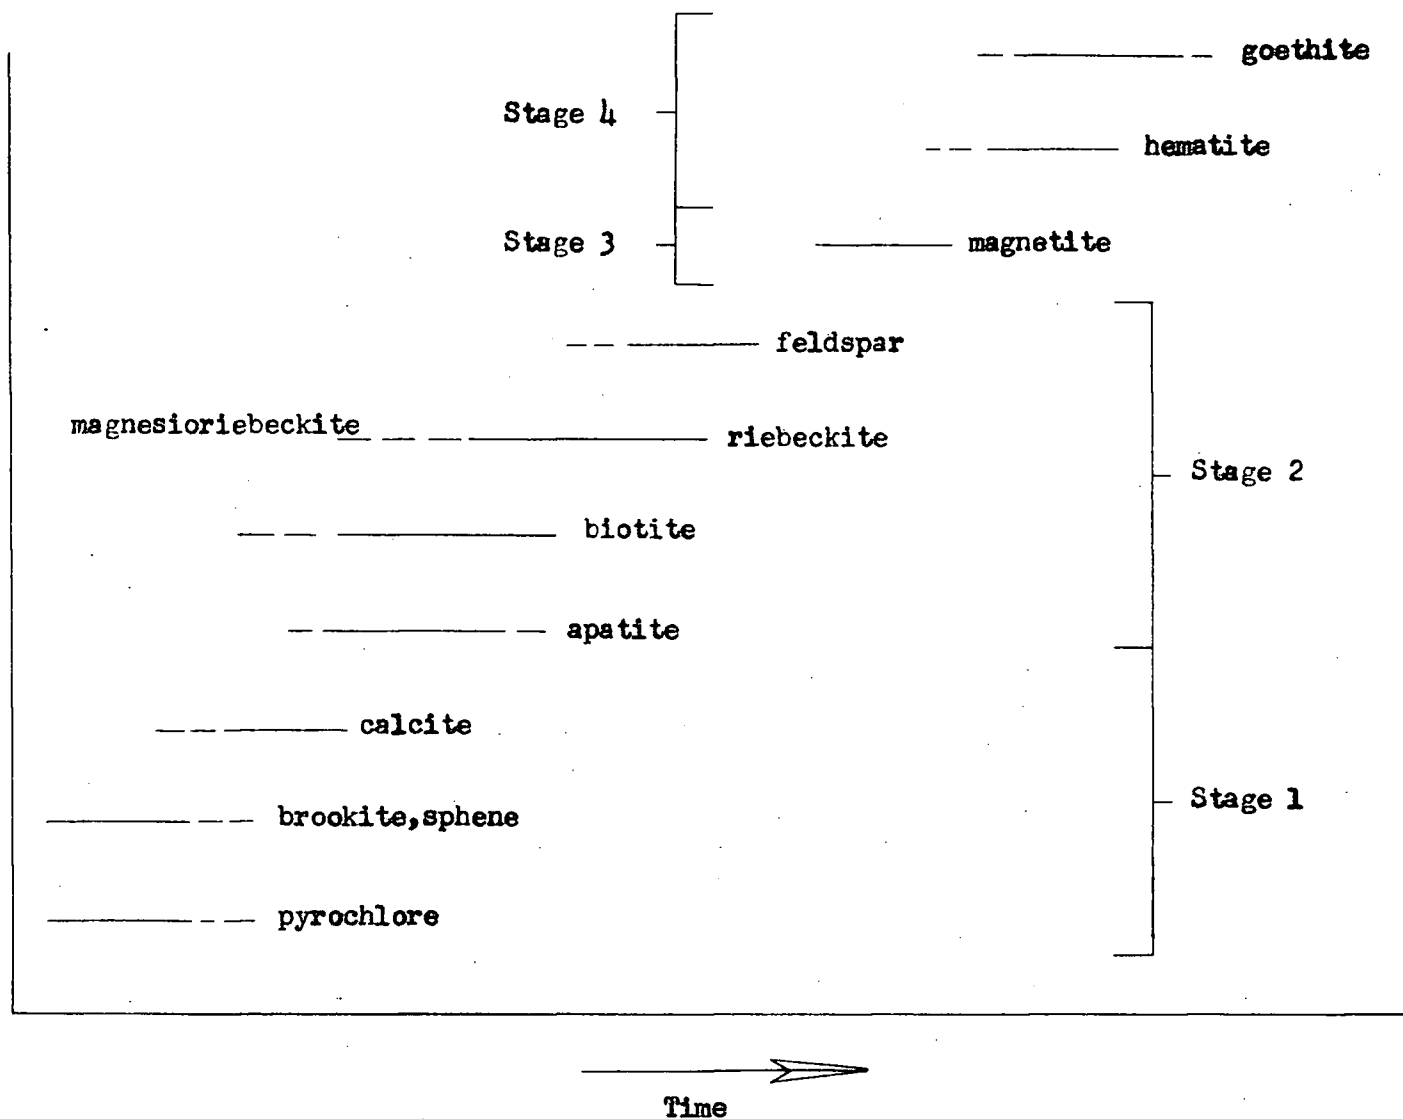 goethite
Stage 4
hematite
Stage 3
magnetite
feldspar
magnesioriebeckite
riebeckite
Stage 2
biotite
apatite
calcite
Stage 1
brookite,sphene
pyrochlore
Time